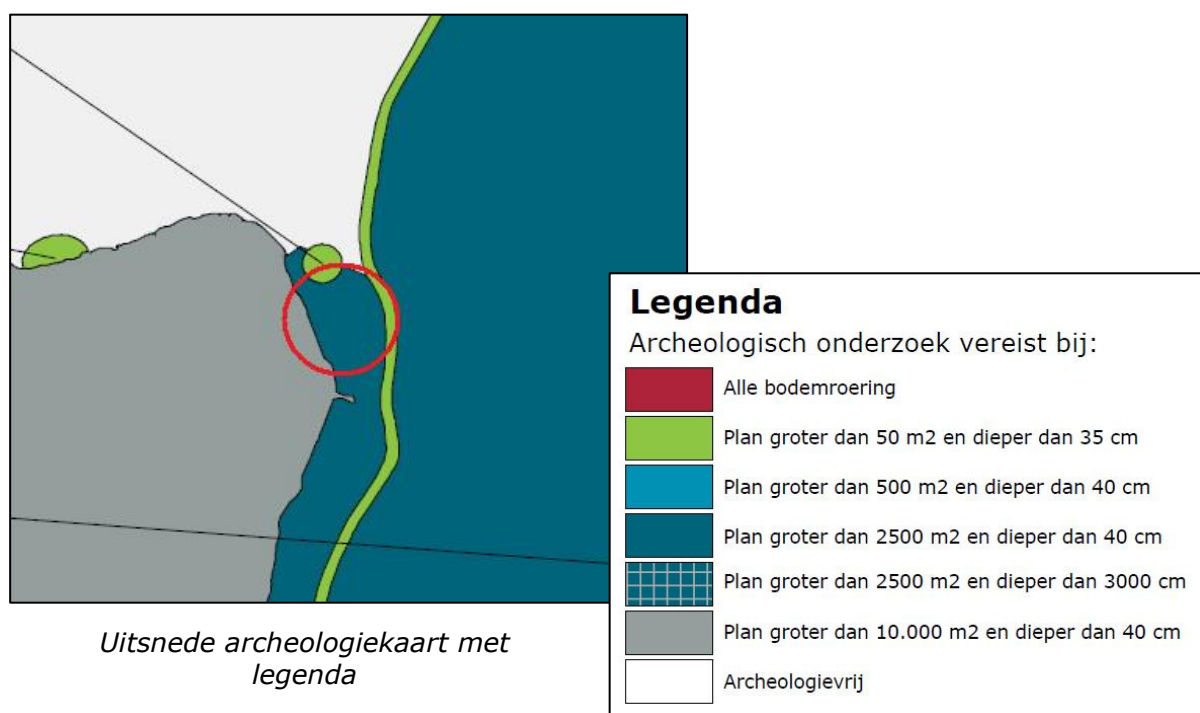 Legenda
Archeologisch onderzoek vereist bij:
Alle bodemroering
Plan groter dan 50 m2 en dieper dan 35 cm
Plan groter dan 500 m2 en dieper dan 40 cm
Plan groter dan 2500 m2 en dieper dan 40 cm
Plan groter dan 2500 m2 en dieper dan 3000 cm
Plan groter dan 10.000 m2 en dieper dan 40 cm
Archeologievrij
Uitsnede archeologiekaart met
legenda